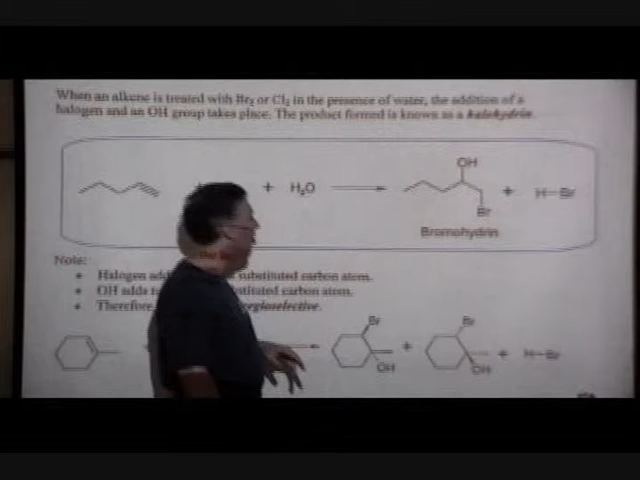 When an alkene is treated with Br₂ or Cl₂ in the presence of water, the addition of a
halogen and an OH group takes place. The product formed is known as a halohydrin.
OH
+ H₂O + H–Br
Br
Bromohydrin
Note:
• Halogen substituted carbon atom.
• OH adds carbon atom.
• Therefore, regioselective.
Br Br
+ + H–Br
OH OH